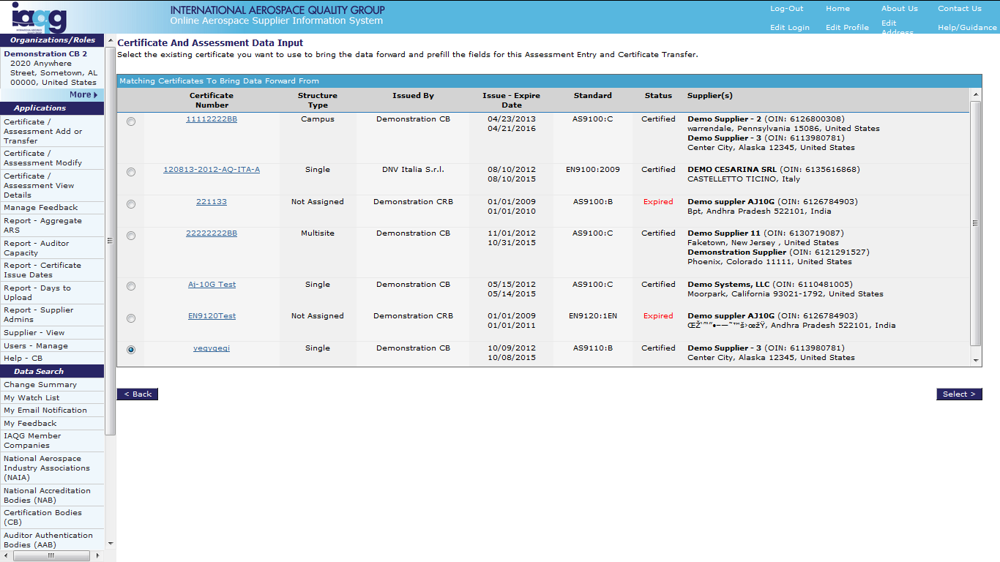 iaqg
INTERNATIONAL AEROSPACE QUALITY GROUP
INTERNATIONAL AEROSPACE QUALITY GROUP
Online Aerospace Supplier Information System
Log-Out Home About Us Contact Us
Edit Login Edit Profile Edit Address Help/Guidance
Organizations/Roles
Demonstration CB 2
2020 Anywhere
Street, Sometown, AL
00000, United States
More
Applications
Certificate /
Assessment Add or
Transfer
Certificate /
Assessment Modify
Certificate /
Assessment View
Details
Manage Feedback
Report - Aggregate
ARS
Report - Auditor
Capacity
Report - Certificate
Issue Dates
Report - Days to
Upload
Report - Supplier
Admins
Supplier - View
Users - Manage
Help - CB
Data Search
Change Summary
My Watch List
My Email Notification
My Feedback
IAQG Member
Companies
National Aerospace
Industry Associations
(NAIA)
National Accreditation
Bodies (NAB)
Certification Bodies
(CB)
Auditor Authentication
Bodies (AAB)
Certificate And Assessment Data Input
Select the existing certificate you want to use to bring the data forward and prefill the fields for this Assessment Entry and Certificate Transfer.
Matching Certificates To Bring Data Forward From
Certificate Structure Issued By Issue - Expire Standard Status Supplier(s)
Number Type Date
11112222BB Campus Demonstration CB 04/23/2013 AS9100:C Certified Demo Supplier - 2 (OIN: 6126800308)
04/21/2016 warrendale, Pennsylvania 15086, United States
Demo Supplier - 3 (OIN: 6113980781)
Center City, Alaska 12345, United States
120813-2012-AQ-ITA-A Single DNV Italia S.r.l. 08/10/2012 EN9100:2009 Certified DEMO CESARINA SRL (OIN: 6135616868)
08/10/2015 CASTELLETTO TICINO, Italy
221133 Not Assigned Demonstration CRB 01/01/2009 AS9100:B Expired Demo suppler AJ10G (OIN: 6126784903)
01/01/2010 Bpt, Andhra Pradesh 522101, India
22222222BB Multisite Demonstration CB 11/01/2012 AS9100:C Certified Demo Supplier 11 (OIN: 6130719087)
10/31/2015 Faketown, New Jersey , United States
Demonstration Supplier (OIN: 6121291527)
Phoenix, Colorado 11111, United States
Aj-10G Test Single Demonstration CB 05/15/2012 AS9100:C Certified Demo Systems, LLC (OIN: 6110481005)
05/14/2015 Moorpark, California 93021-1792, United States
EN9120Test Not Assigned Demonstration CRB 01/01/2009 EN9120:1EN Expired Demo suppler AJ10G (OIN: 6126784903)
01/01/2011 ŒŽ‘’“”•–—˜™š›œžŸ, Andhra Pradesh 522101, India
yeqyqeqi Single Demonstration CB 10/09/2012 AS9110:B Certified Demo Supplier - 3 (OIN: 6113980781)
10/08/2015 Center City, Alaska 12345, United States
< Back Select >